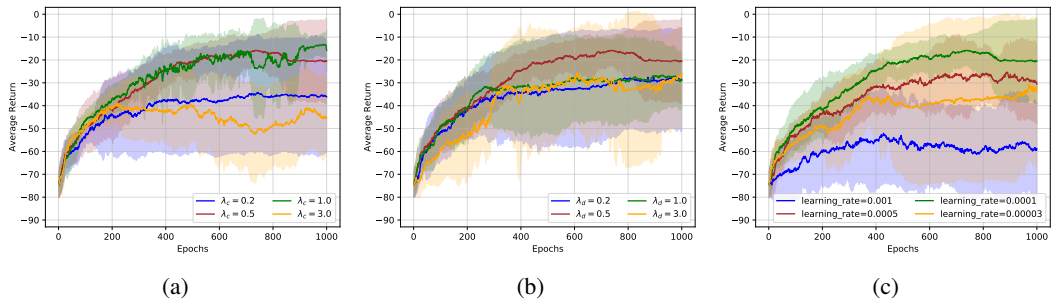 0
−10
−20
−30
−40
−50
−60
−70
−80
−90
Average Return
0 200 400 600 800 1000
Epochs
λc = 0.2 λc = 1.0
λc = 0.5 λc = 3.0
(a)
0
−10
−20
−30
−40
−50
−60
−70
−80
−90
Average Return
0 200 400 600 800 1000
Epochs
λd = 0.2 λd = 1.0
λd = 0.5 λd = 3.0
(b)
0
−10
−20
−30
−40
−50
−60
−70
−80
−90
Average Return
0 200 400 600 800 1000
Epochs
learning_rate=0.001 learning_rate=0.0001
learning_rate=0.0005 learning_rate=0.00003
(c)